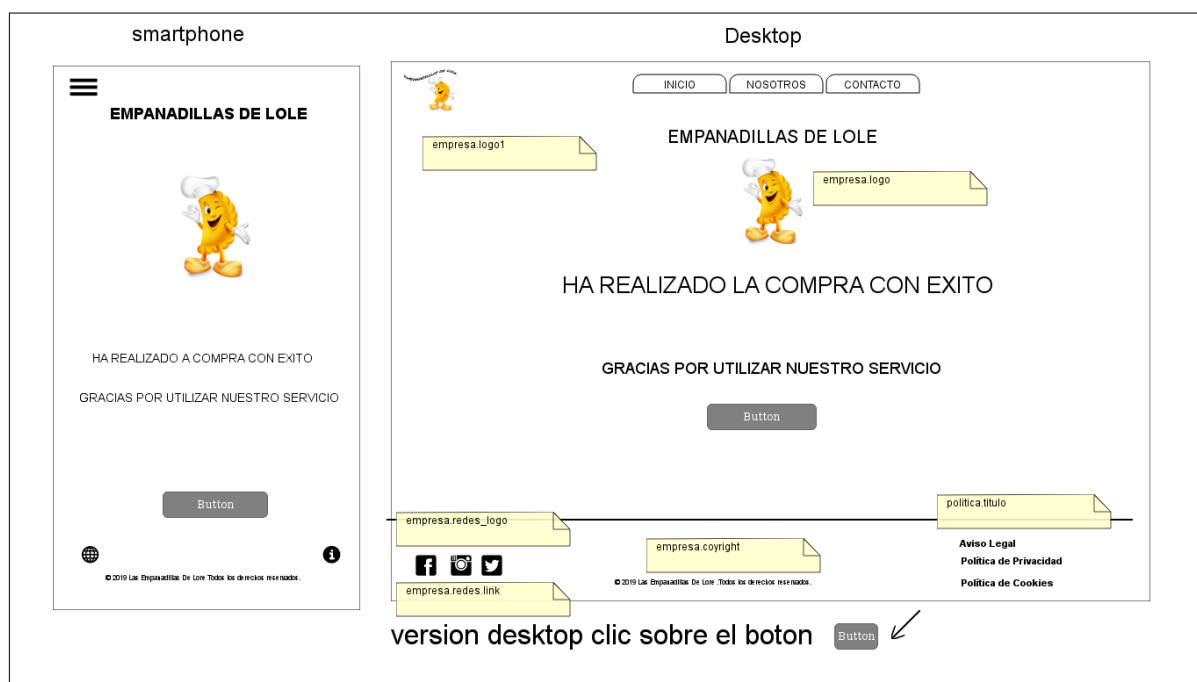 smartphone
EMPANADILLAS DE LOLE
HA REALIZADO A COMPRA CON EXITO
GRACIAS POR UTILIZAR NUESTRO SERVICIO
Button
© 2019 Las Empanadillas De Lore Todos los derechos reservados.
Desktop
EMPANADILLAS DE LOLE
INICIO
NOSOTROS
CONTACTO
empresa.logo1
EMPANADILLAS DE LOLE
empresa.logo
HA REALIZADO LA COMPRA CON EXITO
GRACIAS POR UTILIZAR NUESTRO SERVICIO
Button
empresa.redes_logo
politica.titulo
empresa.coyright
Aviso Legal
Política de Privacidad
© 2019 Las Empanadillas De Lore .Todos los derechos reservados.
Política de Cookies
empresa.redes.link
version desktop clic sobre el boton
Button